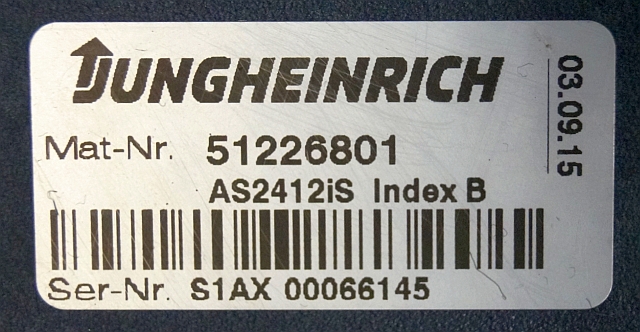 JUNGHEINRICH
03.09.15
Mat-Nr. 51226801
AS2412iS Index B
Ser-Nr. S1AX 00066145